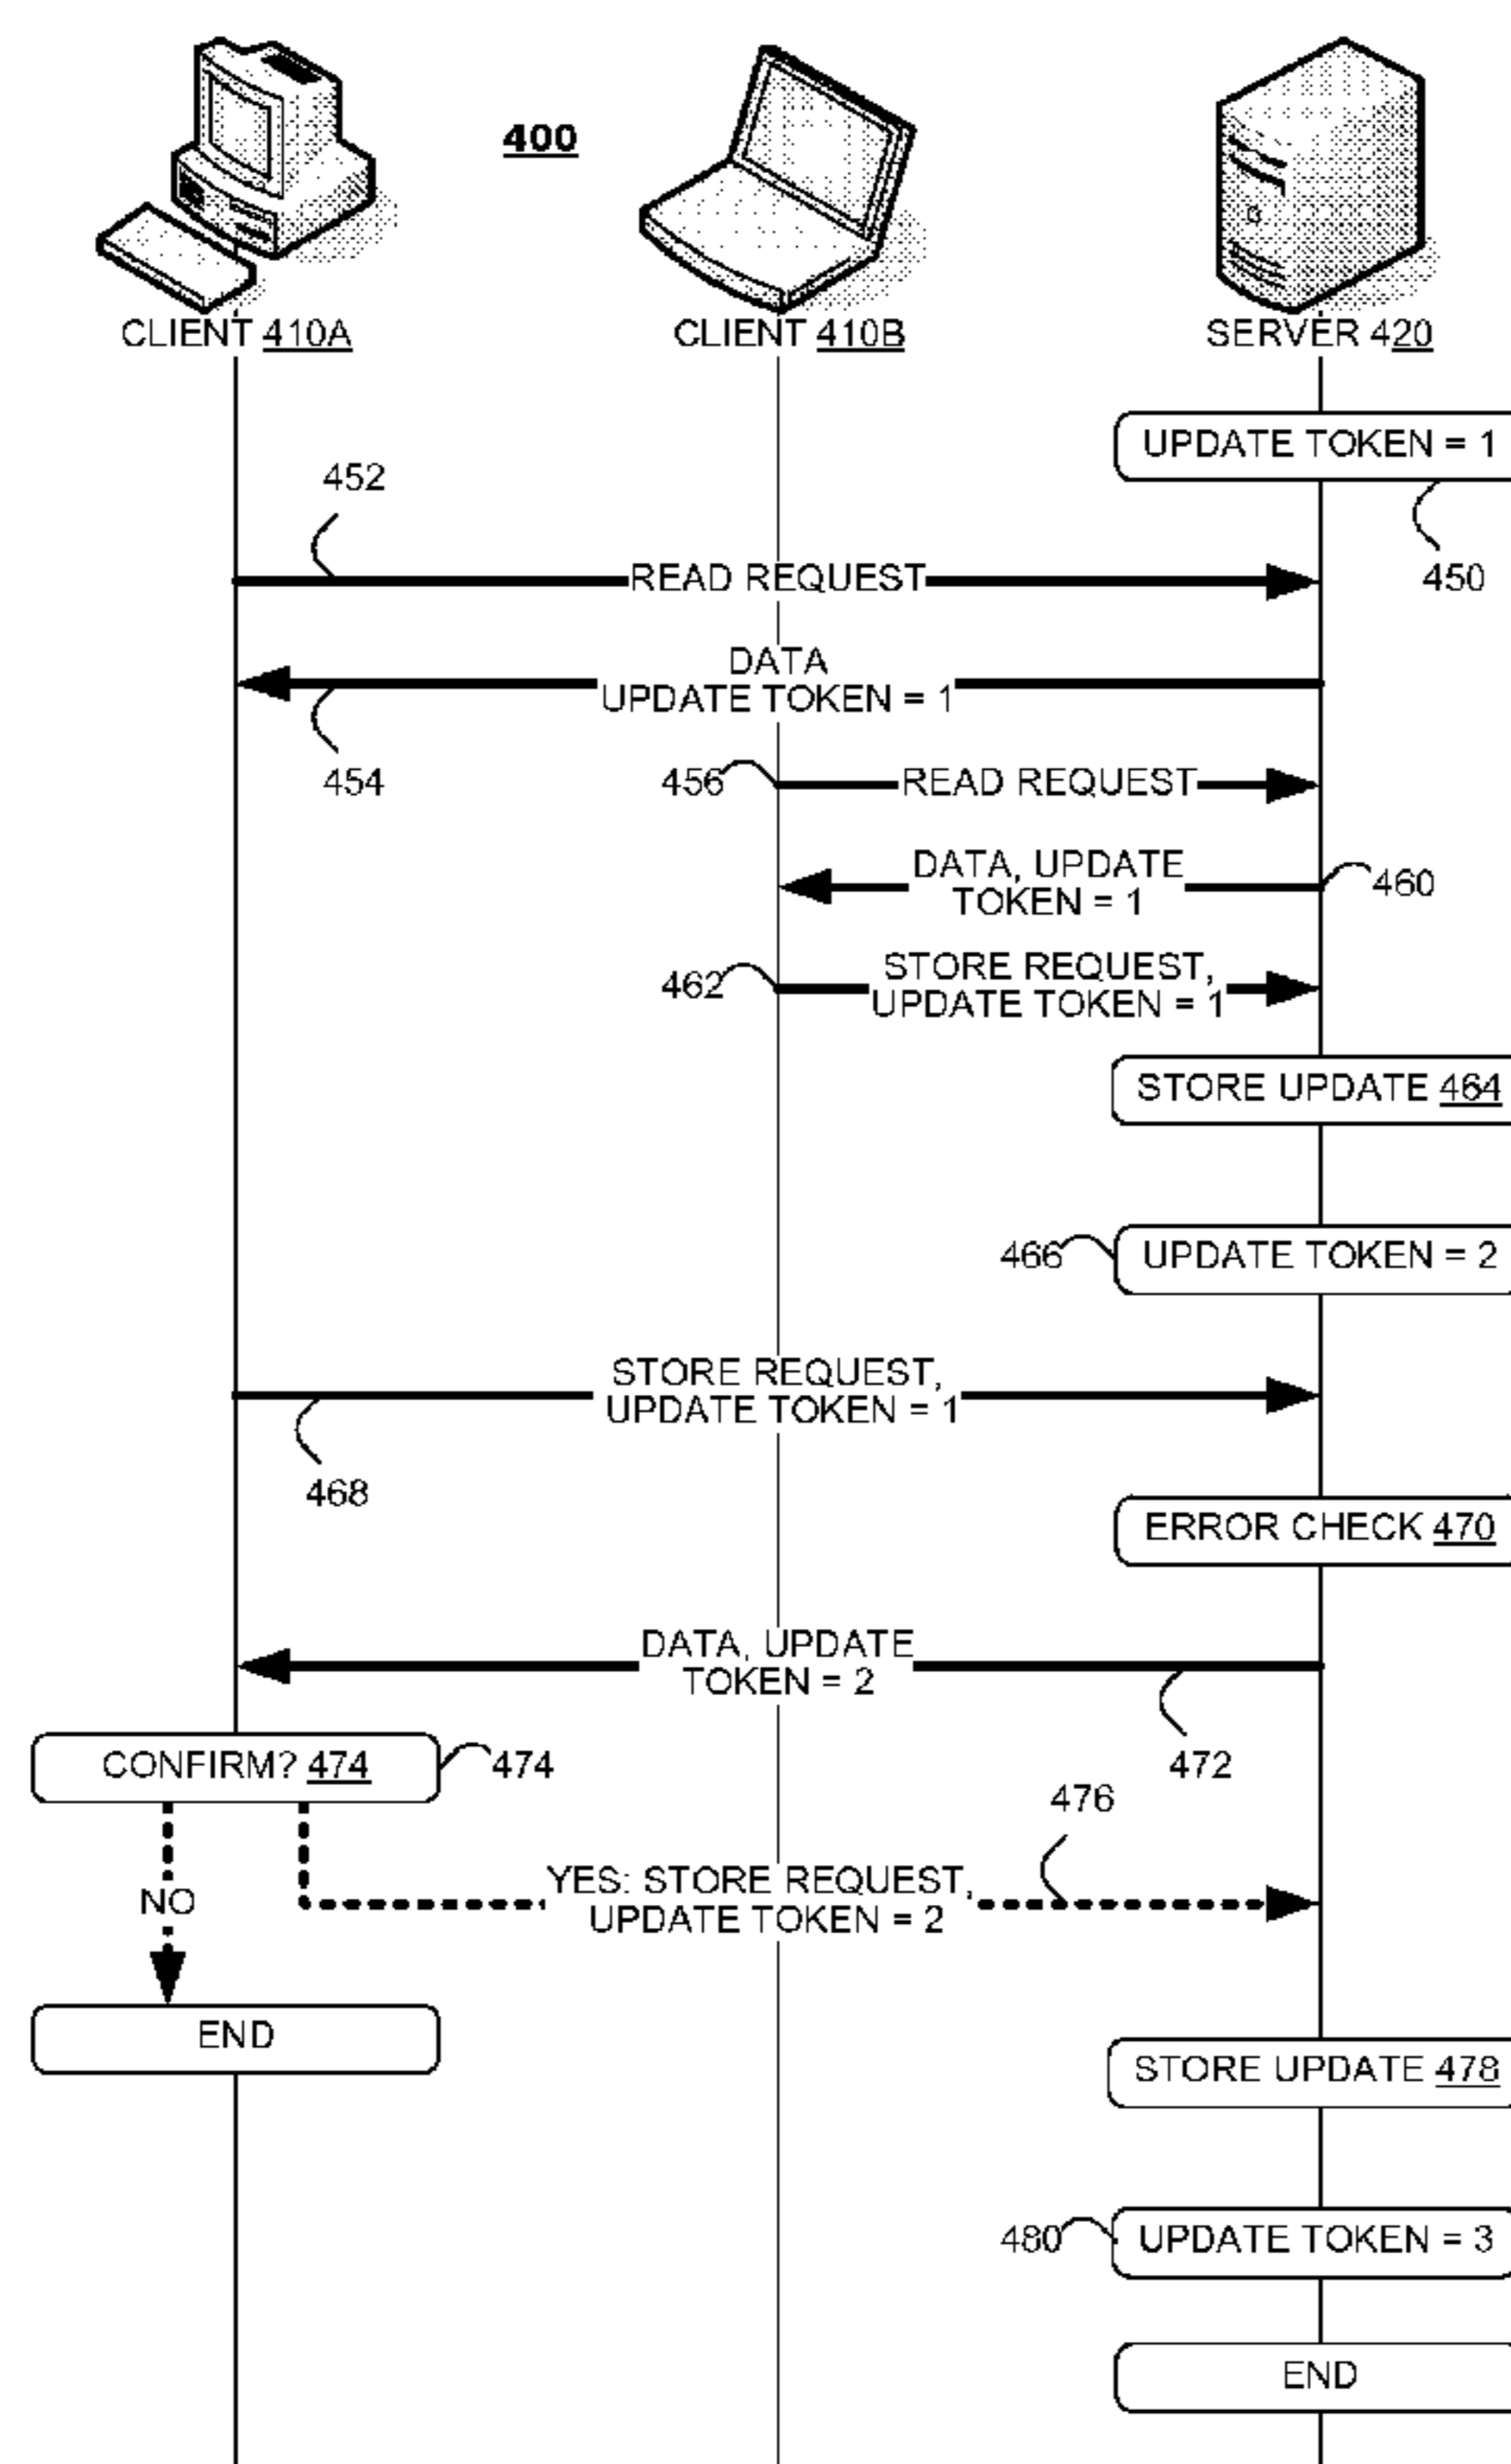 400
CLIENT 410A
CLIENT 410B
SERVER 420
UPDATE TOKEN = 1
450
452
READ REQUEST
DATA
UPDATE TOKEN = 1
454
456
READ REQUEST
DATA, UPDATE
TOKEN = 1
460
462
STORE REQUEST,
UPDATE TOKEN = 1
STORE UPDATE 464
466
UPDATE TOKEN = 2
STORE REQUEST,
UPDATE TOKEN = 1
468
ERROR CHECK 470
DATA, UPDATE
TOKEN = 2
472
CONFIRM? 474
474
476
NO
YES: STORE REQUEST,
UPDATE TOKEN = 2
END
STORE UPDATE 478
480
UPDATE TOKEN = 3
END